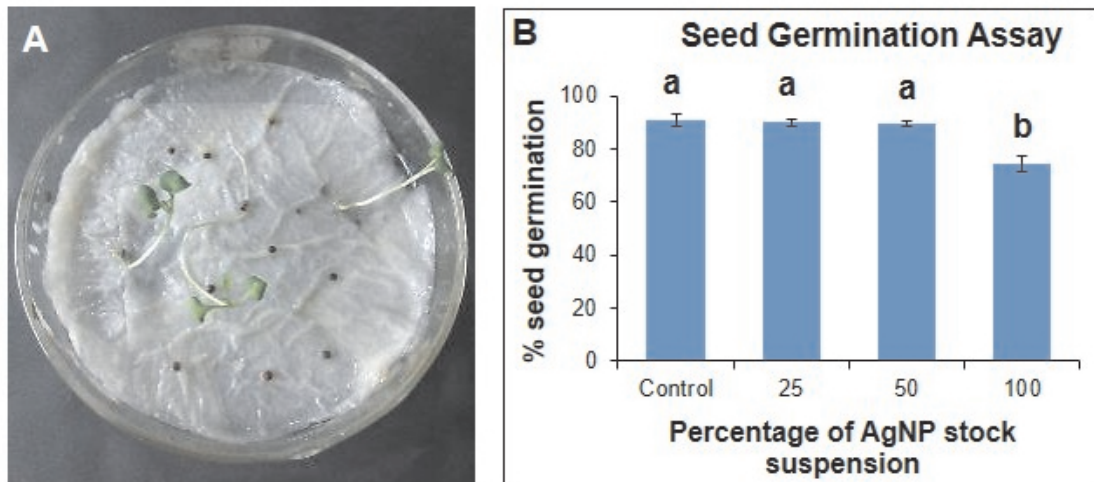 A
B
Seed Germination Assay
% seed germination
100
80
60
40
20
0
a
a
a
b
Control
25
50
100
Percentage of AgNP stock
suspension